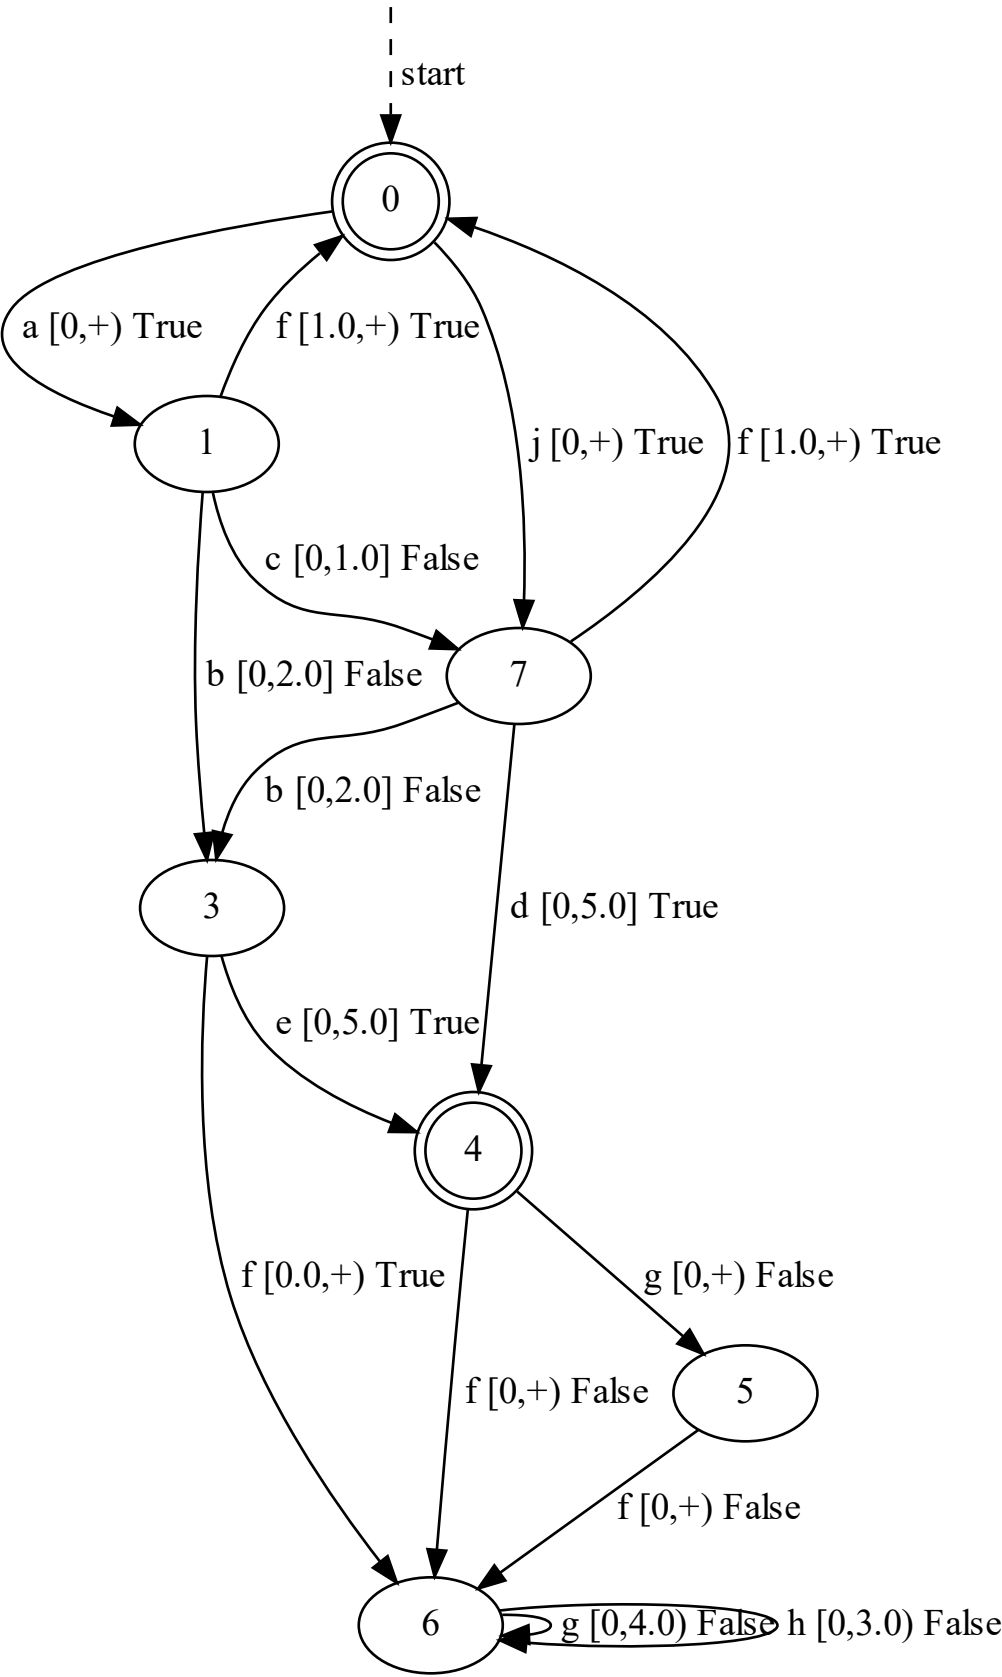 start
0
a [0,+) True
f [1.0,+) True
j [0,+) True
f [1.0,+) True
1
c [0,1.0] False
b [0,2.0] False
7
b [0,2.0] False
3
d [0,5.0] True
e [0,5.0] True
4
f [0.0,+) True
g [0,+) False
f [0,+) False
5
f [0,+) False
6
g [0,4.0) False
h [0,3.0) False